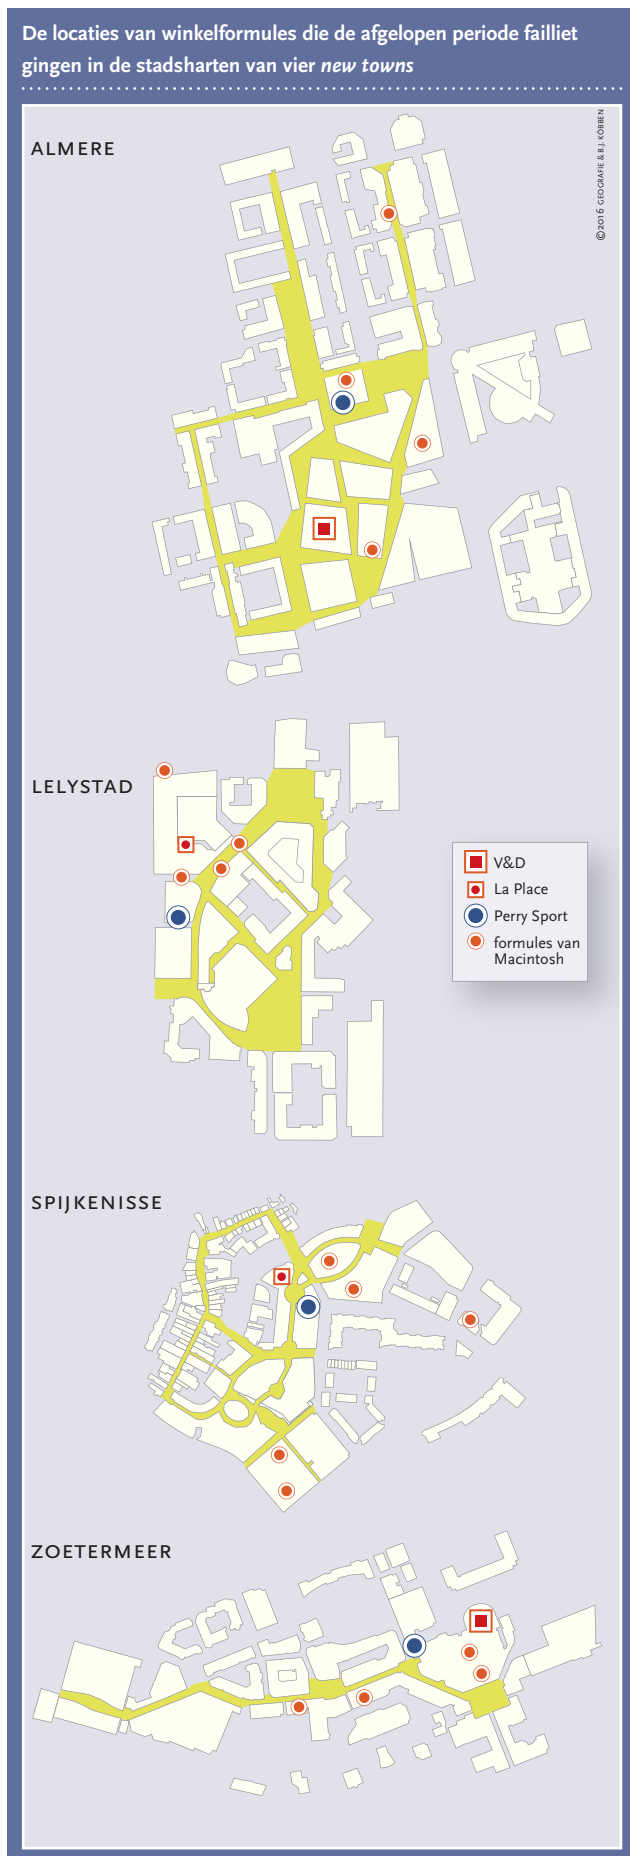 De locaties van winkelformules die de afgelopen periode failliet
gingen in de stadsharten van vier new towns
©2016 GEOGRAFIE & B.J. KÖBBEN
ALMERE
LELYSTAD
V&D
La Place
Perry Sport
formules van
Macintosh
SPIJKENISSE
ZOETERMEER